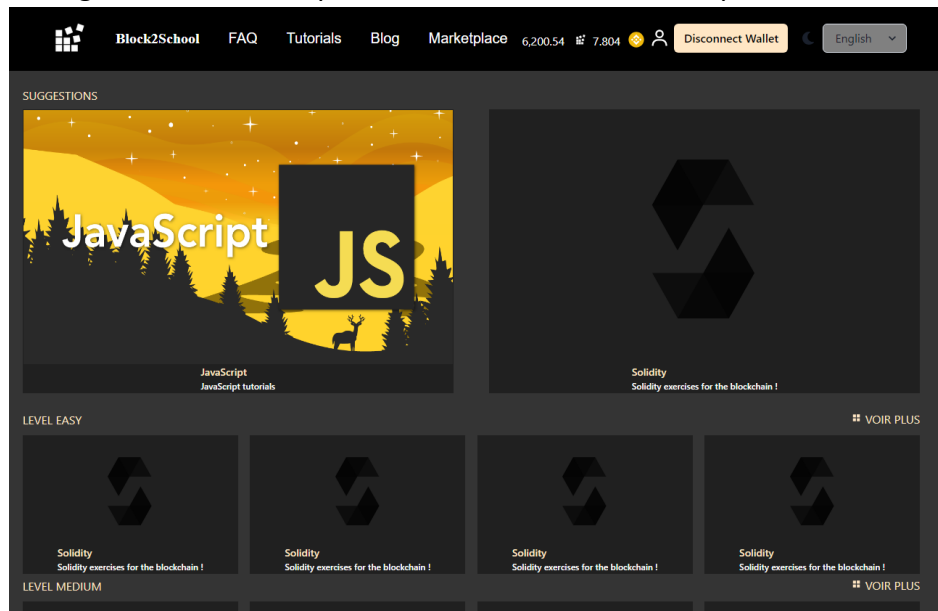 Block2School FAQ Tutorials Blog Marketplace 6,200.54 7.804 Disconnect Wallet English
SUGGESTIONS
JavaScript
JS
JavaScript
JavaScript tutorials
Solidity
Solidity exercises for the blockchain !
LEVEL EASY
VOIR PLUS
Solidity
Solidity exercises for the blockchain !
Solidity
Solidity exercises for the blockchain !
Solidity
Solidity exercises for the blockchain !
Solidity
Solidity exercises for the blockchain !
LEVEL MEDIUM
VOIR PLUS